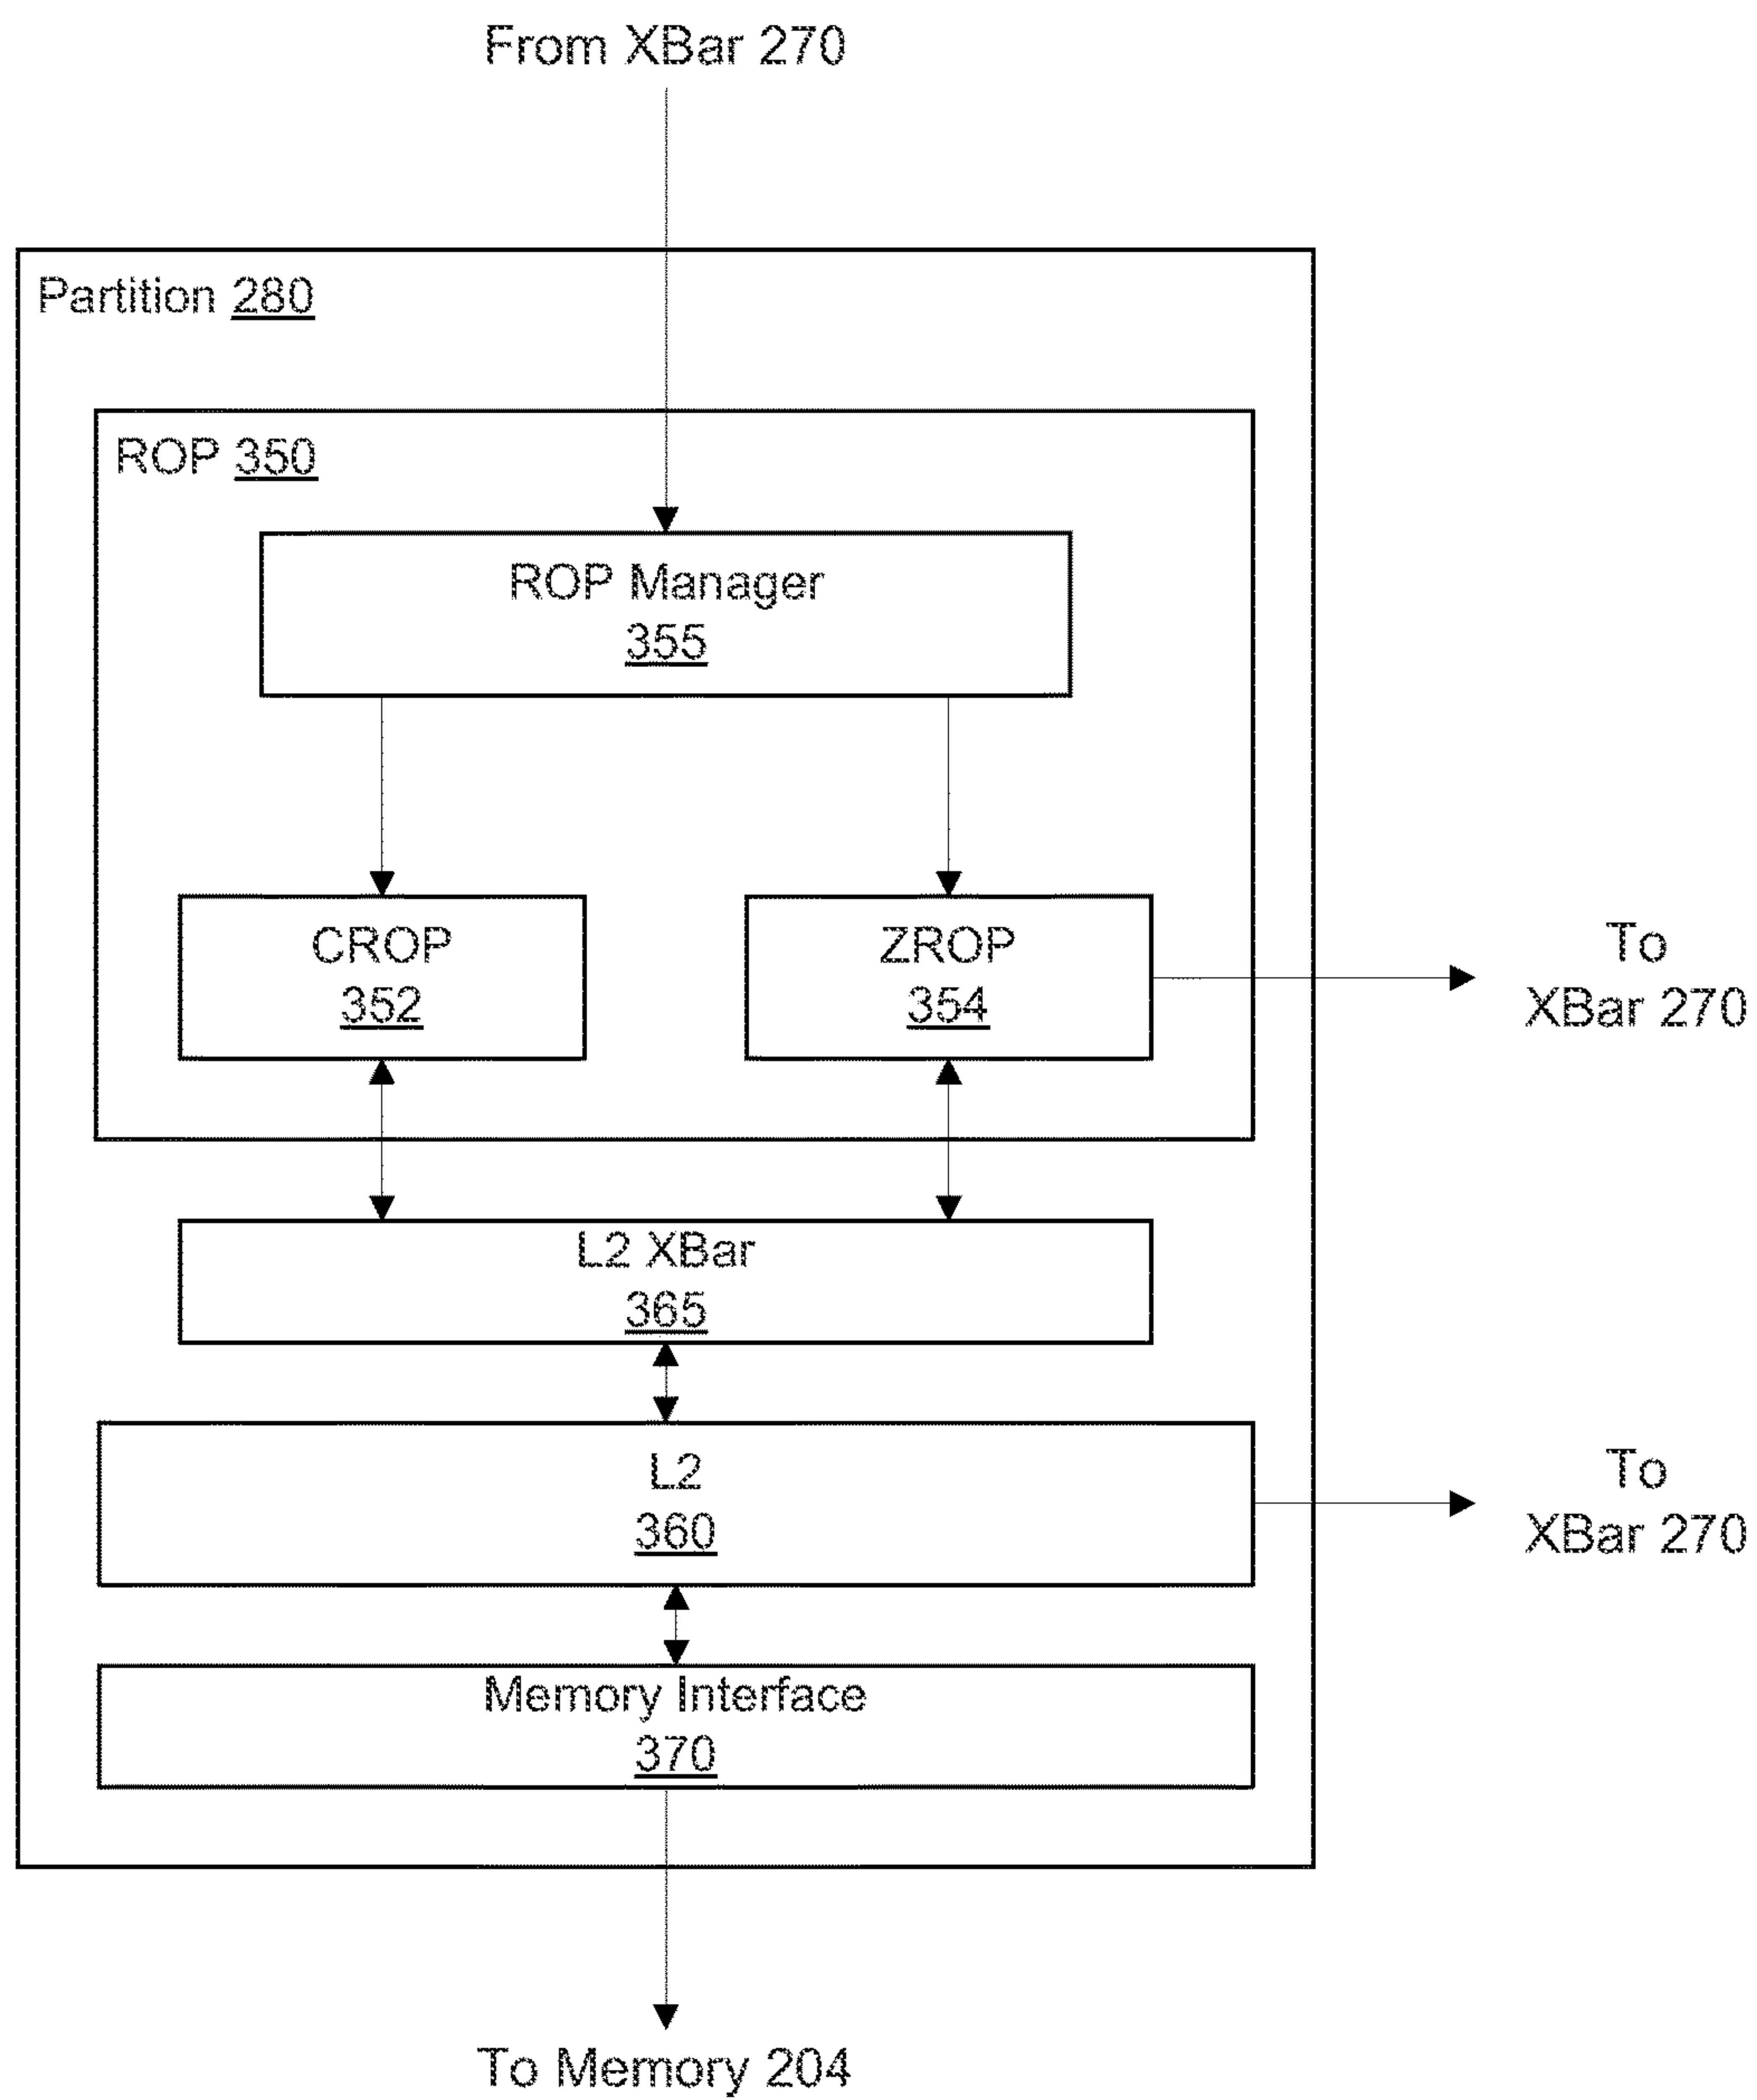 From XBar 270
Partition 280
ROP 350
ROP Manager
355
CROP
352
ZROP
354
To
XBar 270
L2 XBar
365
L2
360
To
XBar 270
Memory Interface
370
To Memory 204